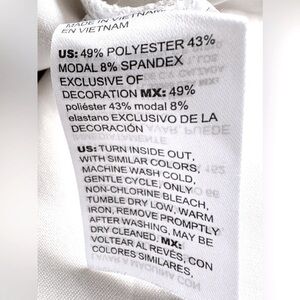 MADE IN VIETNAM
EN VIETNAM
US: 49% POLYESTER 43%
MODAL 8% SPANDEX
EXCLUSIVE OF
DECORATION MX: 49%
poliéster 43% modal 8%
elastano EXCLUSIVO DE LA
DECORACIÓN
US: TURN INSIDE OUT,
WITH SIMILAR COLORS,
MACHINE WASH COLD,
GENTLE CYCLE, ONLY
NON-CHLORINE BLEACH,
TUMBLE DRY LOW, WARM
IRON, REMOVE PROMPTLY
AFTER WASHING, MAY BE
DRY CLEANED, MX:
VOLTEAR AL REVÉS, CON
COLORES SIMILARES,